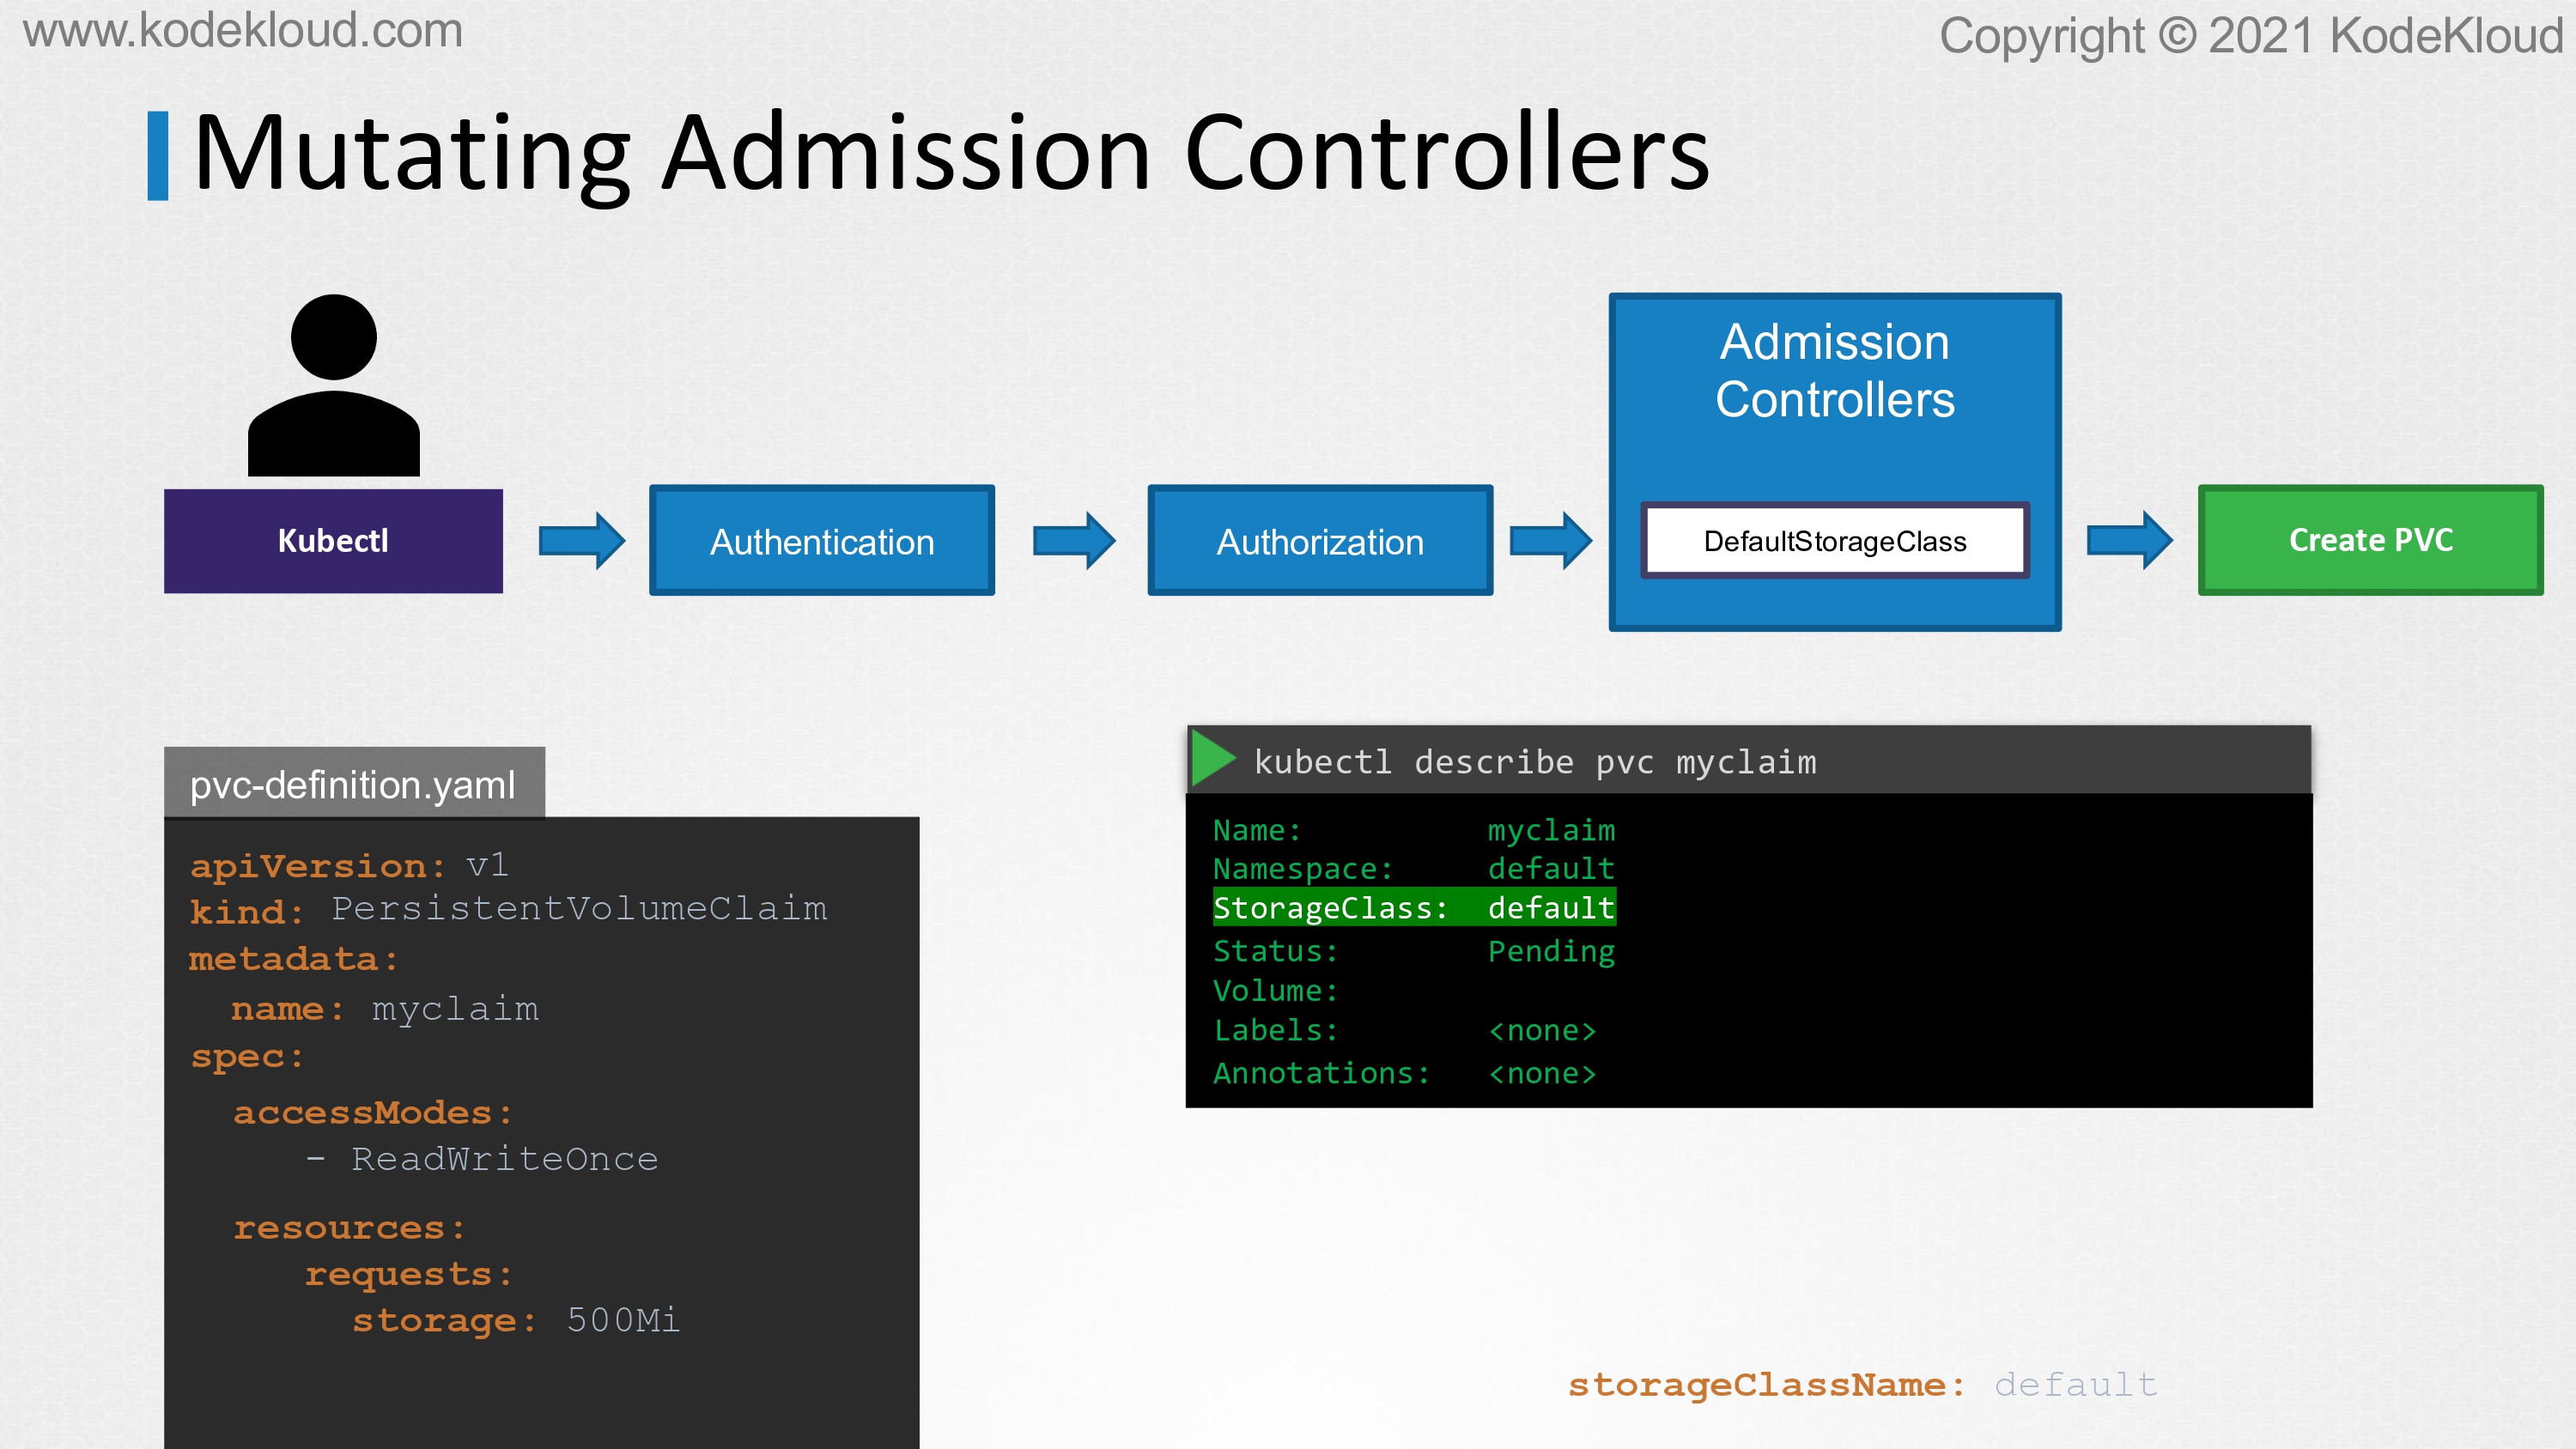 www.kodekloud.com
Copyright © 2021 KodeKloud
Mutating Admission Controllers
Admission
Controllers
Kubectl
Authentication
Authorization
DefaultStorageClass
Create PVC
pvc-definition.yaml
apiVersion: v1
kind: PersistentVolumeClaim
metadata:
name: myclaim
spec:
accessModes:
- ReadWriteOnce
resources:
requests:
storage: 500Mi
kubectl describe pvc myclaim
Name: myclaim
Namespace: default
StorageClass: default
Status: Pending
Volume:
Labels: <none>
Annotations: <none>
storageClassName: default